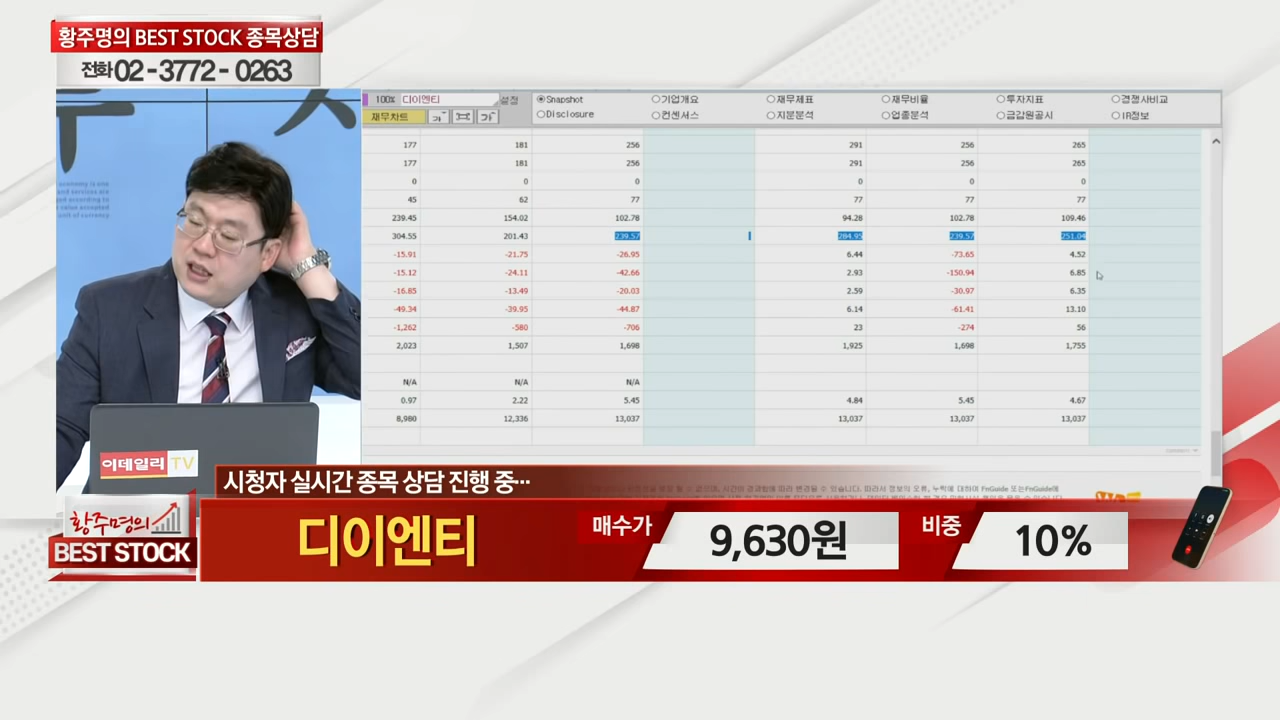 황주명의 BEST STOCK 종목상담
전화 02-3772-0263
100% 디이엔티
Snapshot 기업개요 재무제표 재무비율 투자지표 경쟁사비교
재무차트 Disclosure 컨센서스 지분분석 업종분석 금감원공시 IR정보
177 181 256 291 256 265
177 181 256 291 256 265
0 0 0 0 0 0
45 62 77 77 77 77
239.45 154.02 102.78 94.28 102.78 109.46
304.55 201.43 239.57 284.95 239.57 251.04
-15.91 -21.75 -26.95 6.44 -73.65 4.52
-15.12 -24.11 -42.66 2.93 -150.94 6.85
-16.85 -13.49 -20.03 2.59 -30.97 6.35
-49.34 -39.95 -44.87 6.14 -61.41 13.10
-1,262 -580 -706 23 -274 56
2,023 1,507 1,698 1,925 1,698 1,755
N/A N/A N/A
0.97 2.22 5.45 4.84 5.45 4.67
8,980 12,336 13,037 13,037 13,037 13,037
이데일리 TV
시청자 실시간 종목 상담 진행 중...
황주명의
BEST STOCK
디이엔티 매수가 9,630원 비중 10%